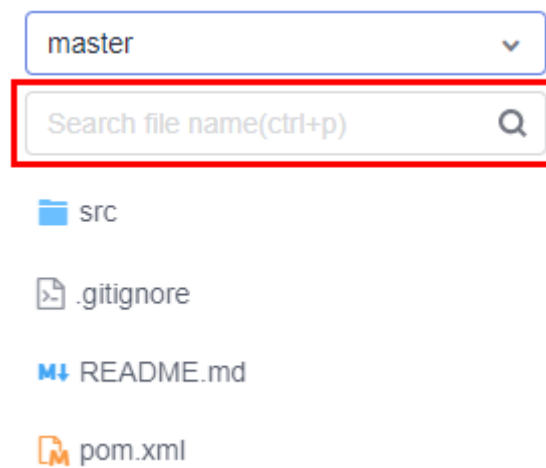 master
Search file name(ctrl+p)
src
.gitignore
M↓ README.md
pom.xml